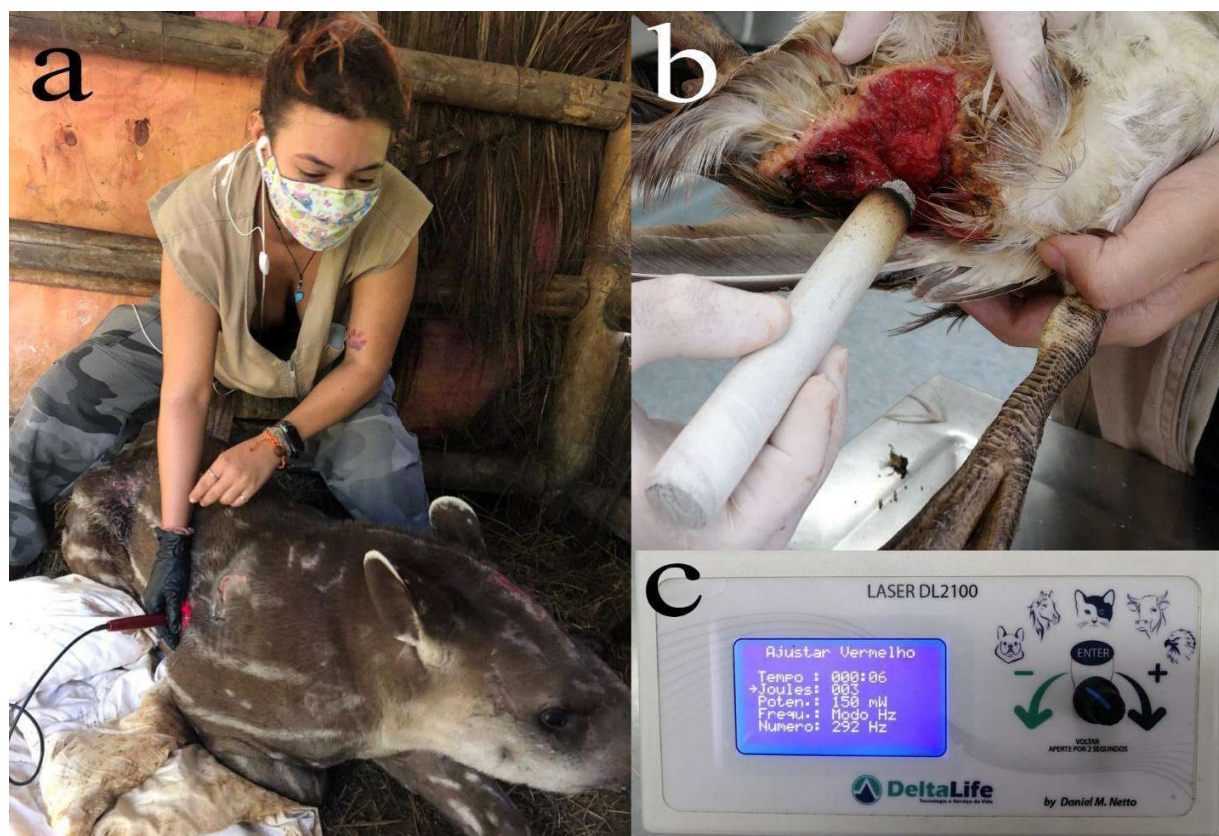 a
b
c
LASER DL2100
Ajustar Vermelho
Tempo : 000:06
→Joules: 003
Poten.: 150 mW
Frequ.: Modo Hz
Numero: 292 Hz
ENTER
- +
VOLTAR
APERTE POR 2 SEGUNDOS
DeltaLife
Tecnologia a Serviço da Vida
by Daniel M. Netto